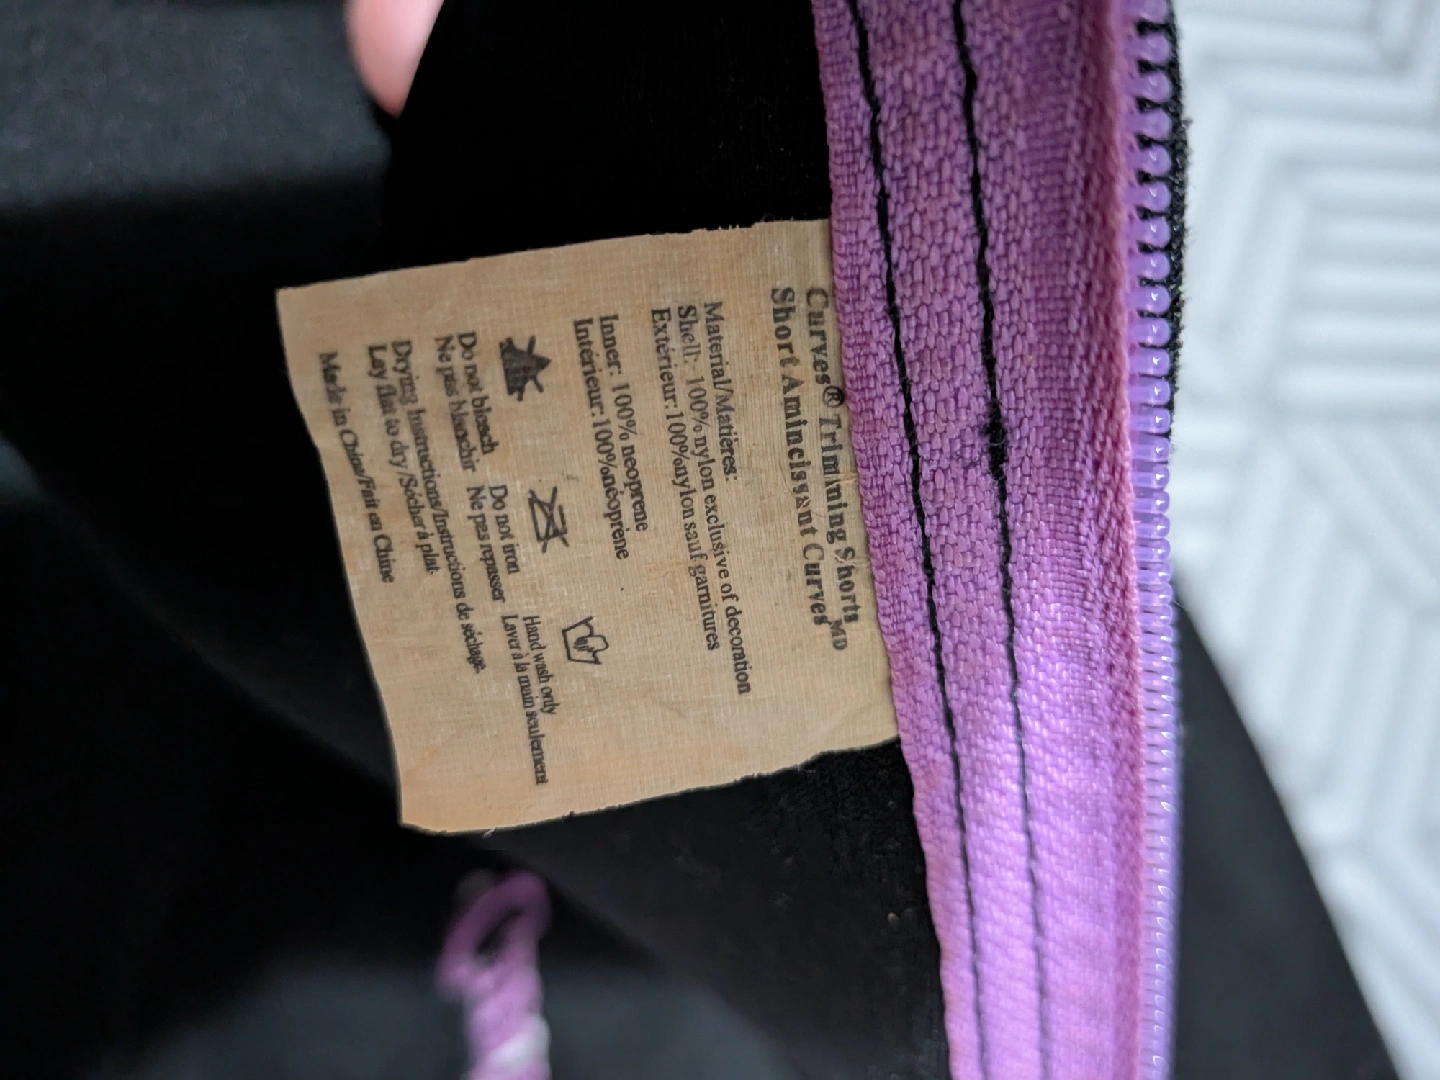 Curves® Trimming Shorts
Short Amincissant Curves MD
Material/Matières:
Shell: 100% nylon exclusive of decoration
Extérieur:100%nylon sauf garnitures
Inner: 100% neoprene
Intérieur:100%néoprène
Do not bleach Do not iron Hand wash only
Ne pas blanchir Ne pas repasser Laver à la main seulement
Drying Instructions/Instructions de séchage.
Lay flat to dry/Sécher à plat.
Made in China/Fait en Chine